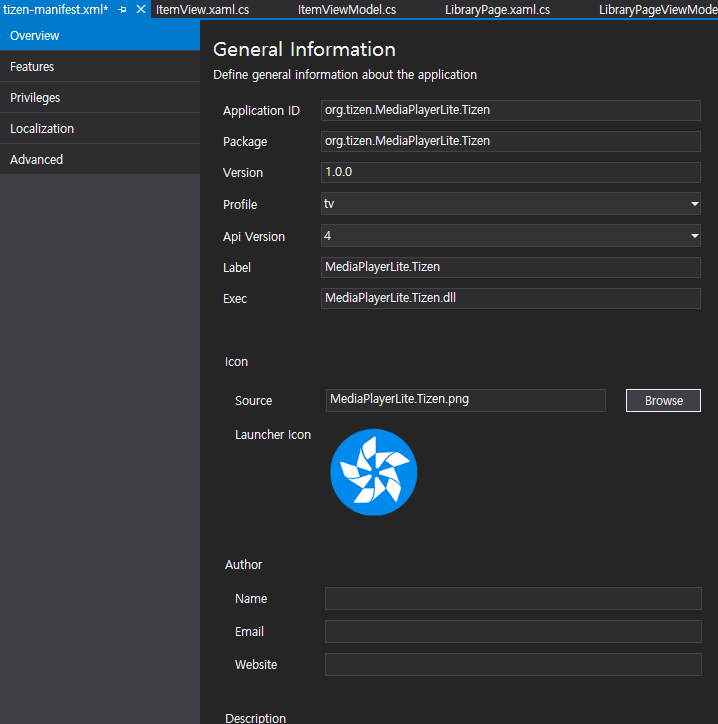 tizen-manifest.xml* ItemView.xaml.cs ItemViewModel.cs LibraryPage.xaml.cs LibraryPageViewMode
Overview
Features
Privileges
Localization
Advanced
General Information
Define general information about the application
Application ID org.tizen.MediaPlayerLite.Tizen
Package org.tizen.MediaPlayerLite.Tizen
Version 1.0.0
Profile tv
Api Version 4
Label MediaPlayerLite.Tizen
Exec MediaPlayerLite.Tizen.dll
Icon
Source MediaPlayerLite.Tizen.png Browse
Launcher Icon
Author
Name
Email
Website
Description